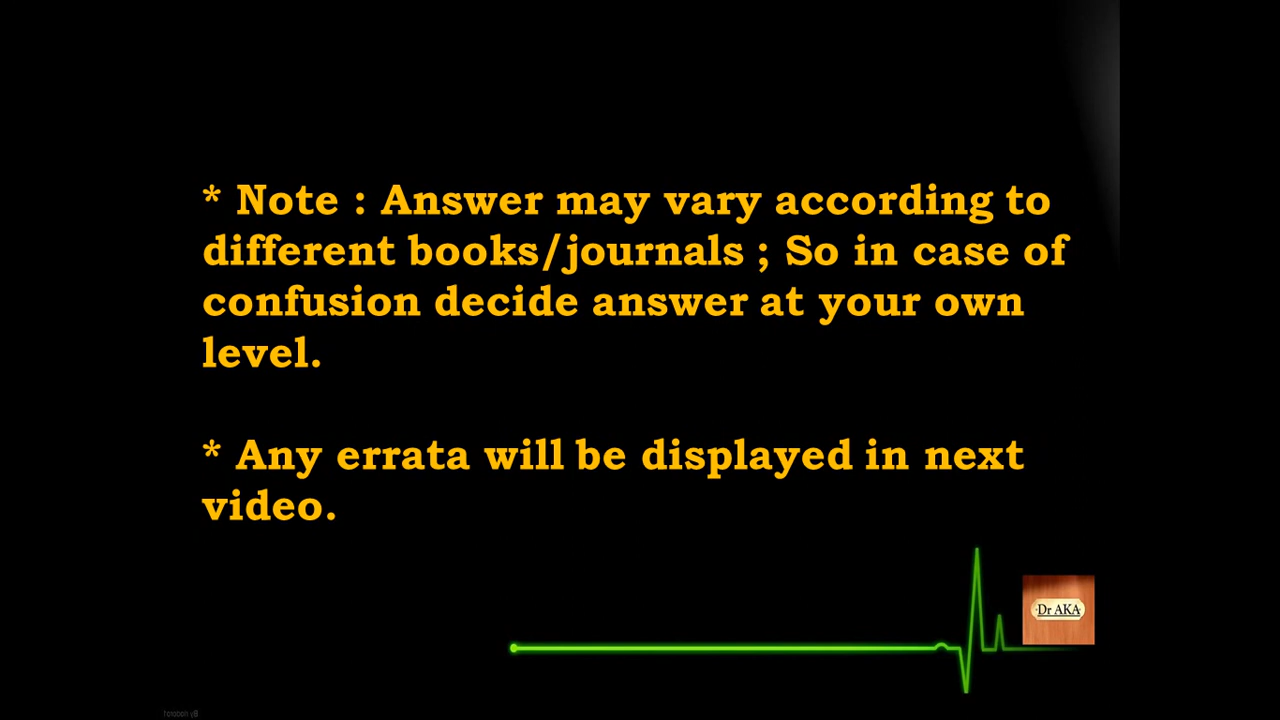 * Note : Answer may vary according to
different books/journals ; So in case of
confusion decide answer at your own
level.
* Any errata will be displayed in next
video.
Dr AKA